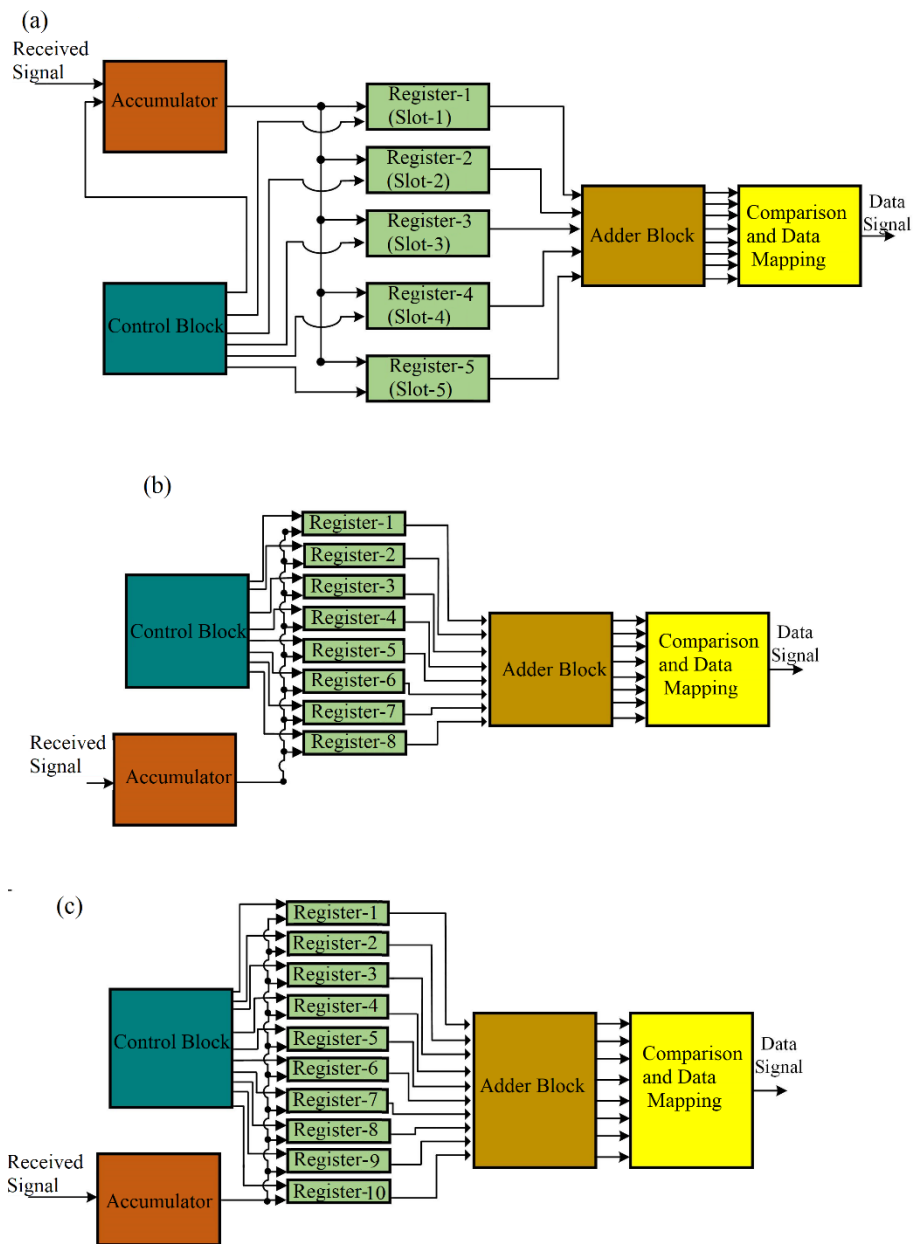 (a)
Received
Signal
Accumulator
Register-1
(Slot-1)
Register-2
(Slot-2)
Register-3
(Slot-3)
Register-4
(Slot-4)
Register-5
(Slot-5)
Control Block
Adder Block
Comparison
and Data
Mapping
Data
Signal
(b)
Register-1
Register-2
Register-3
Register-4
Register-5
Register-6
Register-7
Register-8
Control Block
Received
Signal
Accumulator
Adder Block
Comparison
and Data
Mapping
Data
Signal
(c)
Register-1
Register-2
Register-3
Register-4
Register-5
Register-6
Register-7
Register-8
Register-9
Register-10
Control Block
Received
Signal
Accumulator
Adder Block
Comparison
and Data
Mapping
Data
Signal